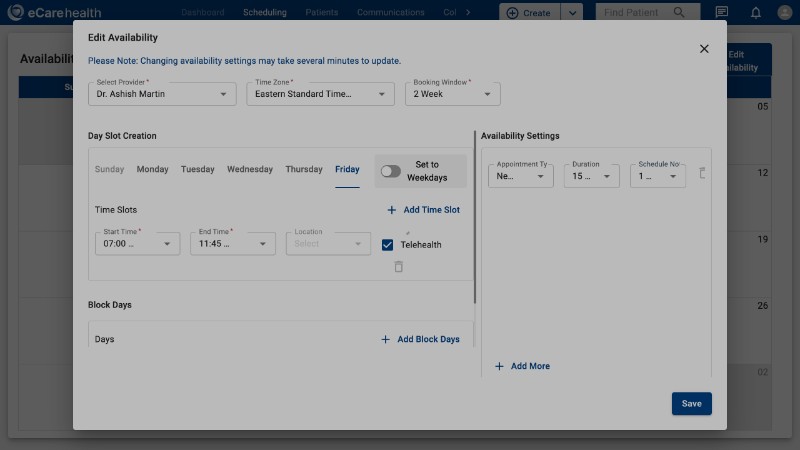 eCarehealth
Dashboard Scheduling Patients Communications Col
Create
Find Patient
Edit Availability
Please Note: Changing availability settings may take several minutes to update.
Select Provider *
Dr. Ashish Martin
Time Zone *
Eastern Standard Time...
Booking Window *
2 Week
Day Slot Creation
Sunday Monday Tuesday Wednesday Thursday Friday
Set to
Weekdays
Time Slots
Add Time Slot
Start Time *
07:00 ...
End Time *
11:45 ...
Location
Select
Telehealth
Block Days
Days
Add Block Days
Availability Settings
Appointment Ty
Ne...
Duration
15 ...
Schedule No
1 ...
Add More
Save
Availabili
Edit
ilability
Su
05
12
19
26
02